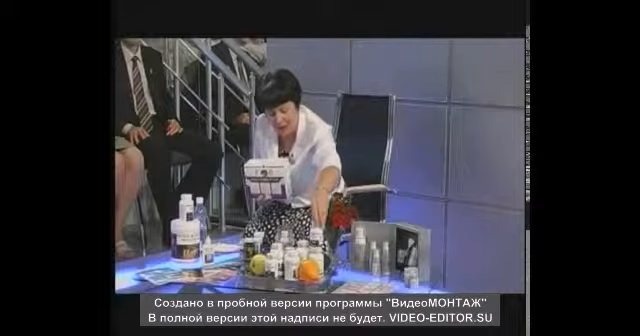 Создано в пробной версии программы "ВидеоМОНТАЖ"
В полной версии этой надписи не будет. VIDEO-EDITOR.SU